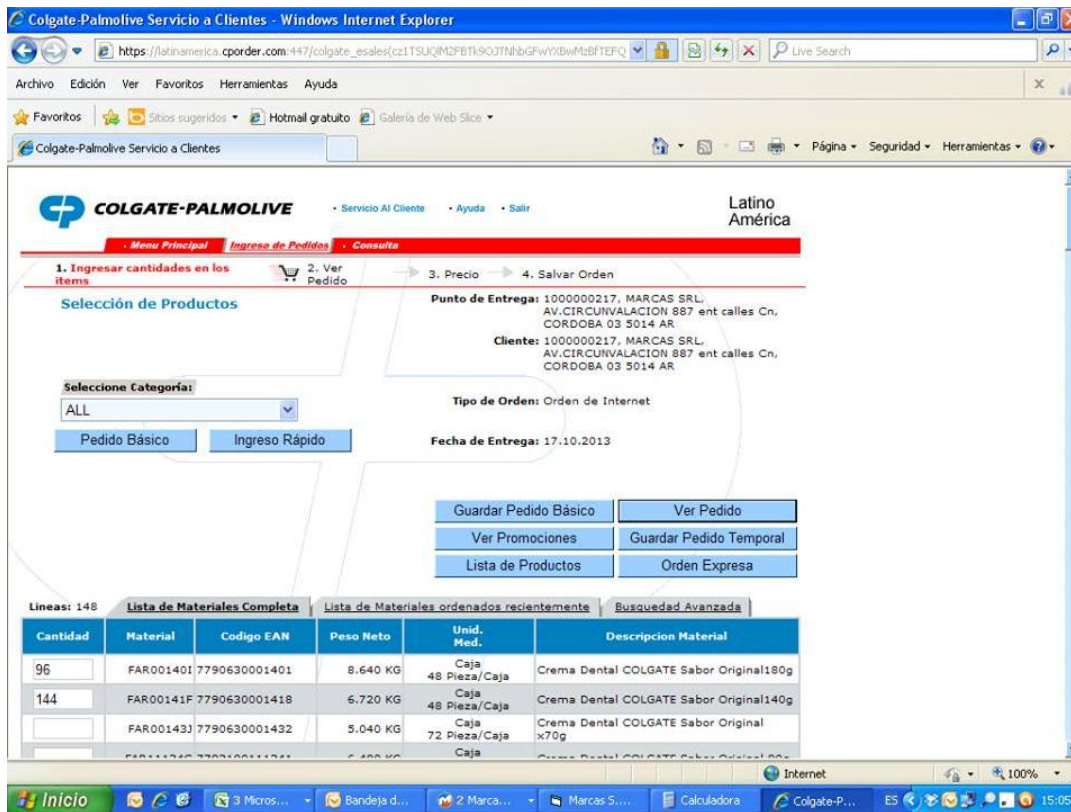 Colgate-Palmolive Servicio a Clientes - Windows Internet Explorer
https://latinamerica.cporder.com:447/colgate_esales(
Live Search
Archivo Edición Ver Favoritos Herramientas Ayuda
Favoritos Sitios sugeridos Hotmail gratuito Galería de Web Slice
Colgate-Palmolive Servicio a Clientes Página Seguridad Herramientas
COLGATE-PALMOLIVE · Servicio Al Cliente · Ayuda · Salir
Latino
América
· Menu Principal Ingreso de Pedidos · Consulta
1. Ingresar cantidades en los
items
2. Ver
Pedido
3. Precio 4. Salvar Orden
Selección de Productos
Punto de Entrega: 1000000217, MARCAS SRL,
AV.CIRCUNVALACION 887 ent calles Cn,
CORDOBA 03 5014 AR
Cliente: 1000000217, MARCAS SRL,
AV.CIRCUNVALACION 887 ent calles Cn,
CORDOBA 03 5014 AR
Seleccione Categoría:
ALL
Tipo de Orden: Orden de Internet
Pedido Básico Ingreso Rápido
Fecha de Entrega: 17.10.2013
Guardar Pedido Básico Ver Pedido
Ver Promociones Guardar Pedido Temporal
Lista de Productos Orden Expresa
Lineas: 148 Lista de Materiales Completa Lista de Materiales ordenados recientemente Busquedad Avanzada
Cantidad Material Codigo EAN Peso Neto Unid. Med. Descripcion Material
96 FAR00140I 7790630001401 8.640 KG Caja 48 Pieza/Caja Crema Dental COLGATE Sabor Original180g
144 FAR00141F 7790630001418 6.720 KG Caja 48 Pieza/Caja Crema Dental COLGATE Sabor Original140g
FAR00143J 7790630001432 5.040 KG Caja 72 Pieza/Caja Crema Dental COLGATE Sabor Original x70g
Caja
Internet 100%
Inicio 3 Micros... Bandeja d... 2 Marca... Marcas S.... Calculadora Colgate-P... ES 15:05